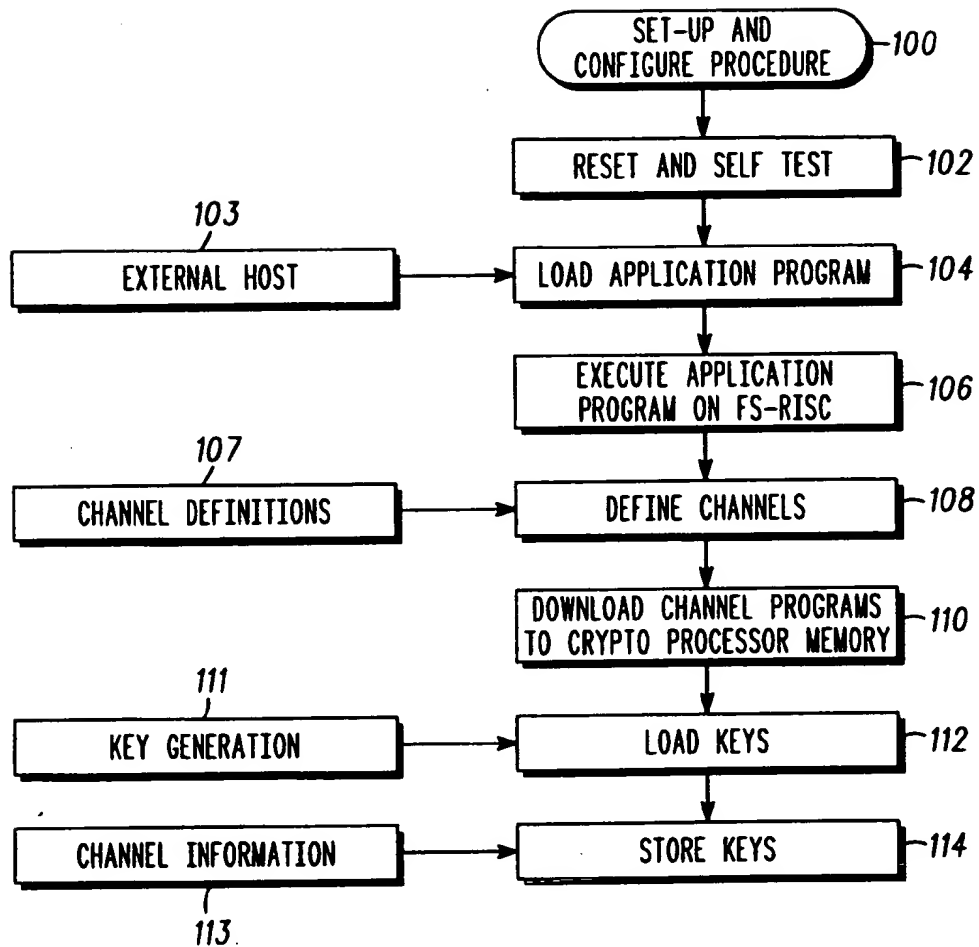 SET-UP AND
CONFIGURE PROCEDURE
100
RESET AND SELF TEST
102
103
EXTERNAL HOST
LOAD APPLICATION PROGRAM
104
EXECUTE APPLICATION
PROGRAM ON FS-RISC
106
107
CHANNEL DEFINITIONS
DEFINE CHANNELS
108
DOWNLOAD CHANNEL PROGRAMS
TO CRYPTO PROCESSOR MEMORY
110
111
KEY GENERATION
LOAD KEYS
112
CHANNEL INFORMATION
113
STORE KEYS
114